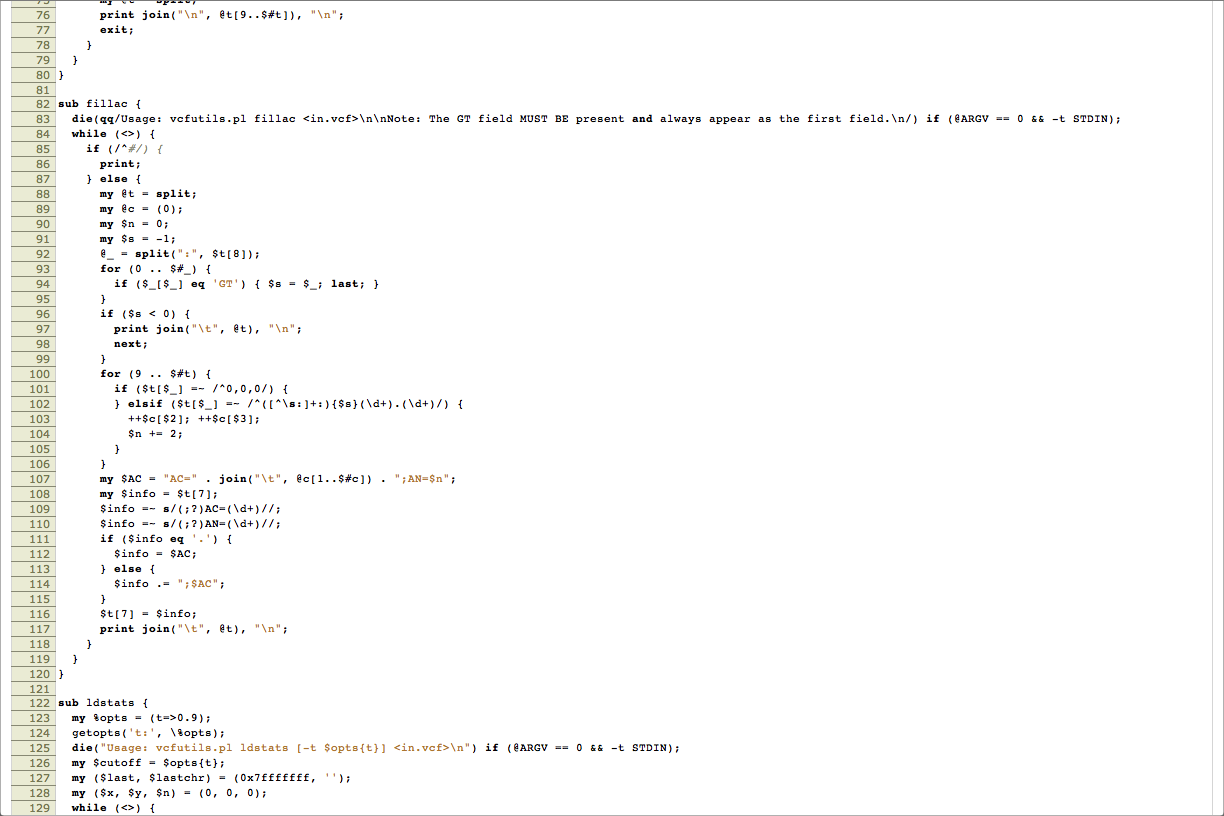 75 my @t = split;
76 print join("\n", @t[9..$#t]), "\n";
77 exit;
78 }
79 }
80 }
81
82 sub fillac {
83 die(qq/Usage: vcfutils.pl fillac <in.vcf>\n\nNote: The GT field MUST BE present and always appear as the first field.\n/) if (@ARGV == 0 && -t STDIN);
84 while (<>) {
85 if (/^#/) {
86 print;
87 } else {
88 my @t = split;
89 my @c = (0);
90 my $n = 0;
91 my $s = -1;
92 @_ = split(":", $t[8]);
93 for (0 .. $#_) {
94 if ($_[$_] eq 'GT') { $s = $_; last; }
95 }
96 if ($s < 0) {
97 print join("\t", @t), "\n";
98 next;
99 }
100 for (9 .. $#t) {
101 if ($t[$_] =~ /^0,0,0/) {
102 } elsif ($t[$_] =~ /^([^\s:]+:){$s}(\d+).(\d+)/) {
103 ++$c[$2]; ++$c[$3];
104 $n += 2;
105 }
106 }
107 my $AC = "AC=" . join("\t", @c[1..$#c]) . ";AN=$n";
108 my $info = $t[7];
109 $info =~ s/(;?)AC=(\d+)//;
110 $info =~ s/(;?)AN=(\d+)//;
111 if ($info eq '.') {
112 $info = $AC;
113 } else {
114 $info .= ";$AC";
115 }
116 $t[7] = $info;
117 print join("\t", @t), "\n";
118 }
119 }
120 }
121
122 sub ldstats {
123 my %opts = (t=>0.9);
124 getopts('t:', \%opts);
125 die("Usage: vcfutils.pl ldstats [-t $opts{t}] <in.vcf>\n") if (@ARGV == 0 && -t STDIN);
126 my $cutoff = $opts{t};
127 my ($last, $lastchr) = (0x7fffffff, '');
128 my ($x, $y, $n) = (0, 0, 0);
129 while (<>) {